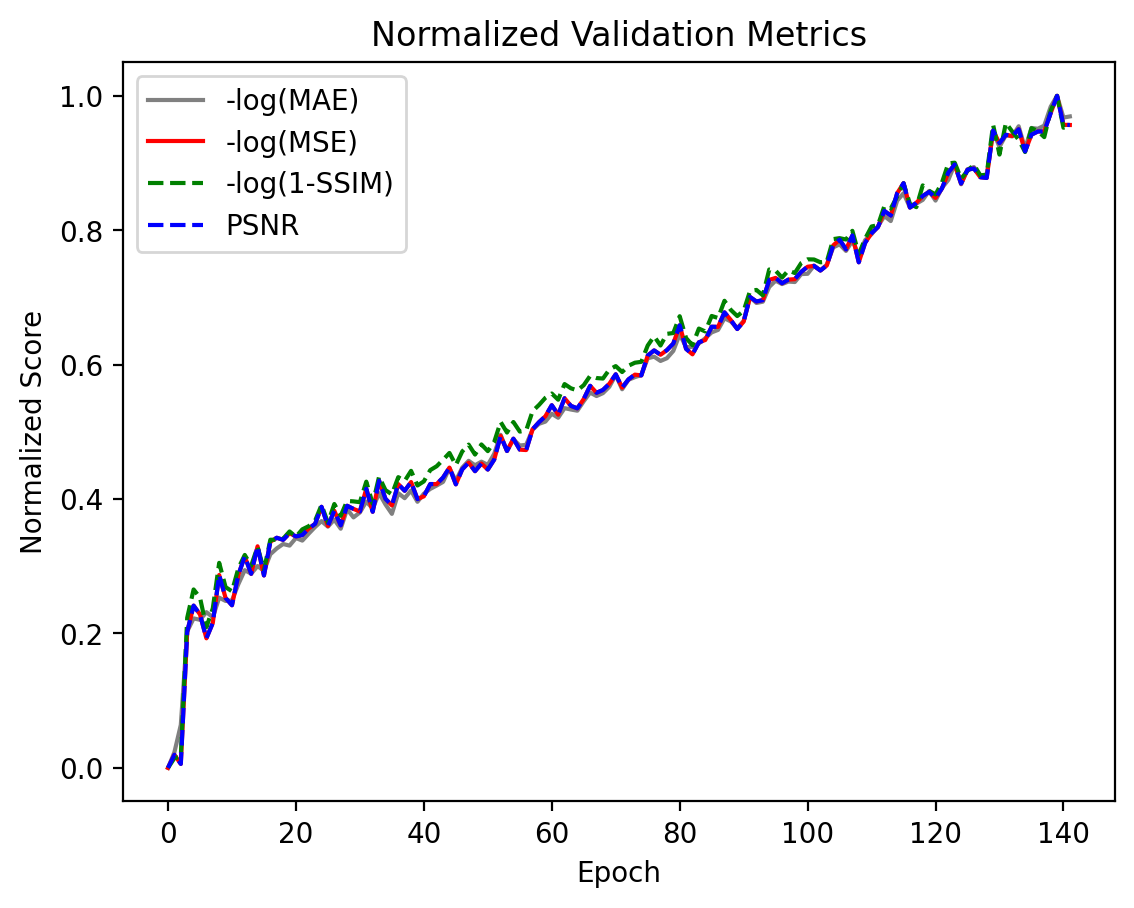 Normalized Validation Metrics
1.0
0.8
0.6
0.4
0.2
0.0
Normalized Score
-log(MAE)
-log(MSE)
-log(1-SSIM)
PSNR
0 20 40 60 80 100 120 140
Epoch